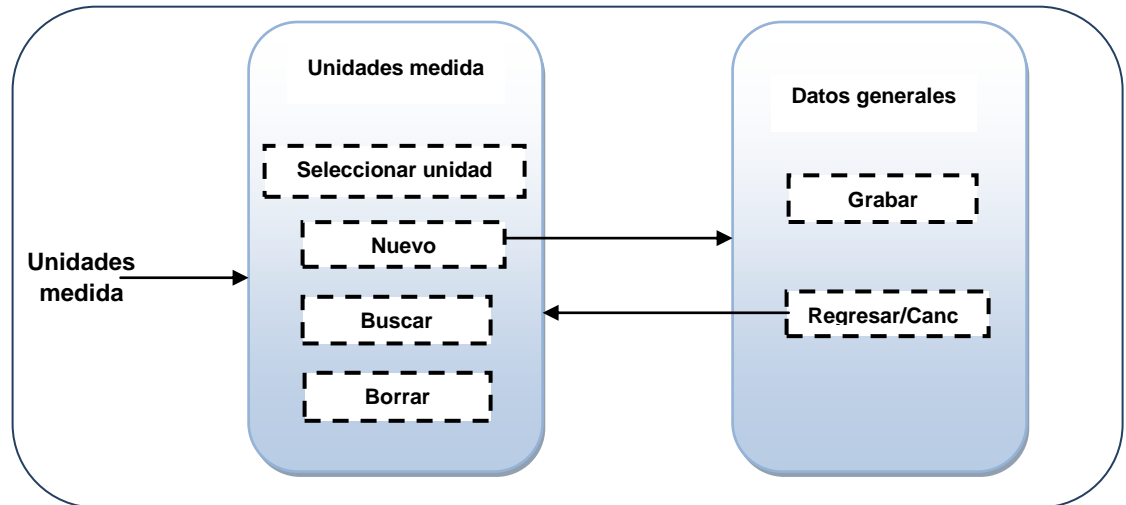 Unidades
medida
Unidades medida
Seleccionar unidad
Nuevo
Buscar
Borrar
Datos generales
Grabar
Regresar/Canc